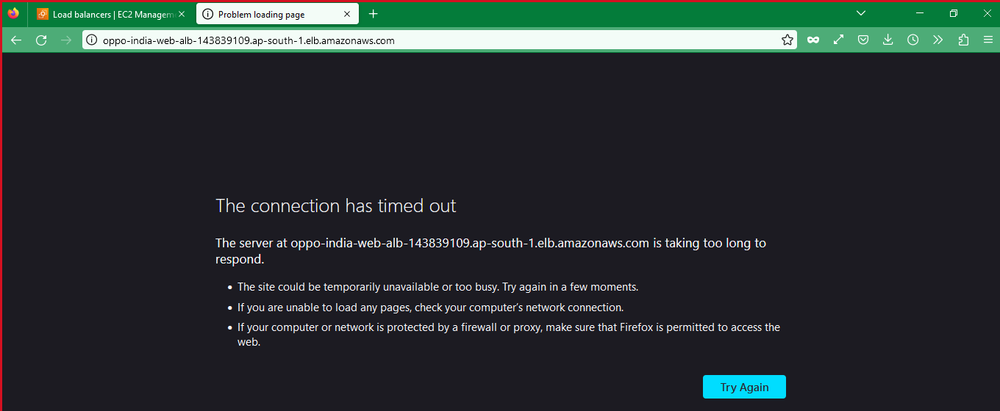 Load balancers | EC2 Managem
Problem loading page
oppo-india-web-alb-143839109.ap-south-1.elb.amazonaws.com
The connection has timed out
The server at oppo-india-web-alb-143839109.ap-south-1.elb.amazonaws.com is taking too long to
respond.
The site could be temporarily unavailable or too busy. Try again in a few moments.
If you are unable to load any pages, check your computer’s network connection.
If your computer or network is protected by a firewall or proxy, make sure that Firefox is permitted to access the
web.
Try Again